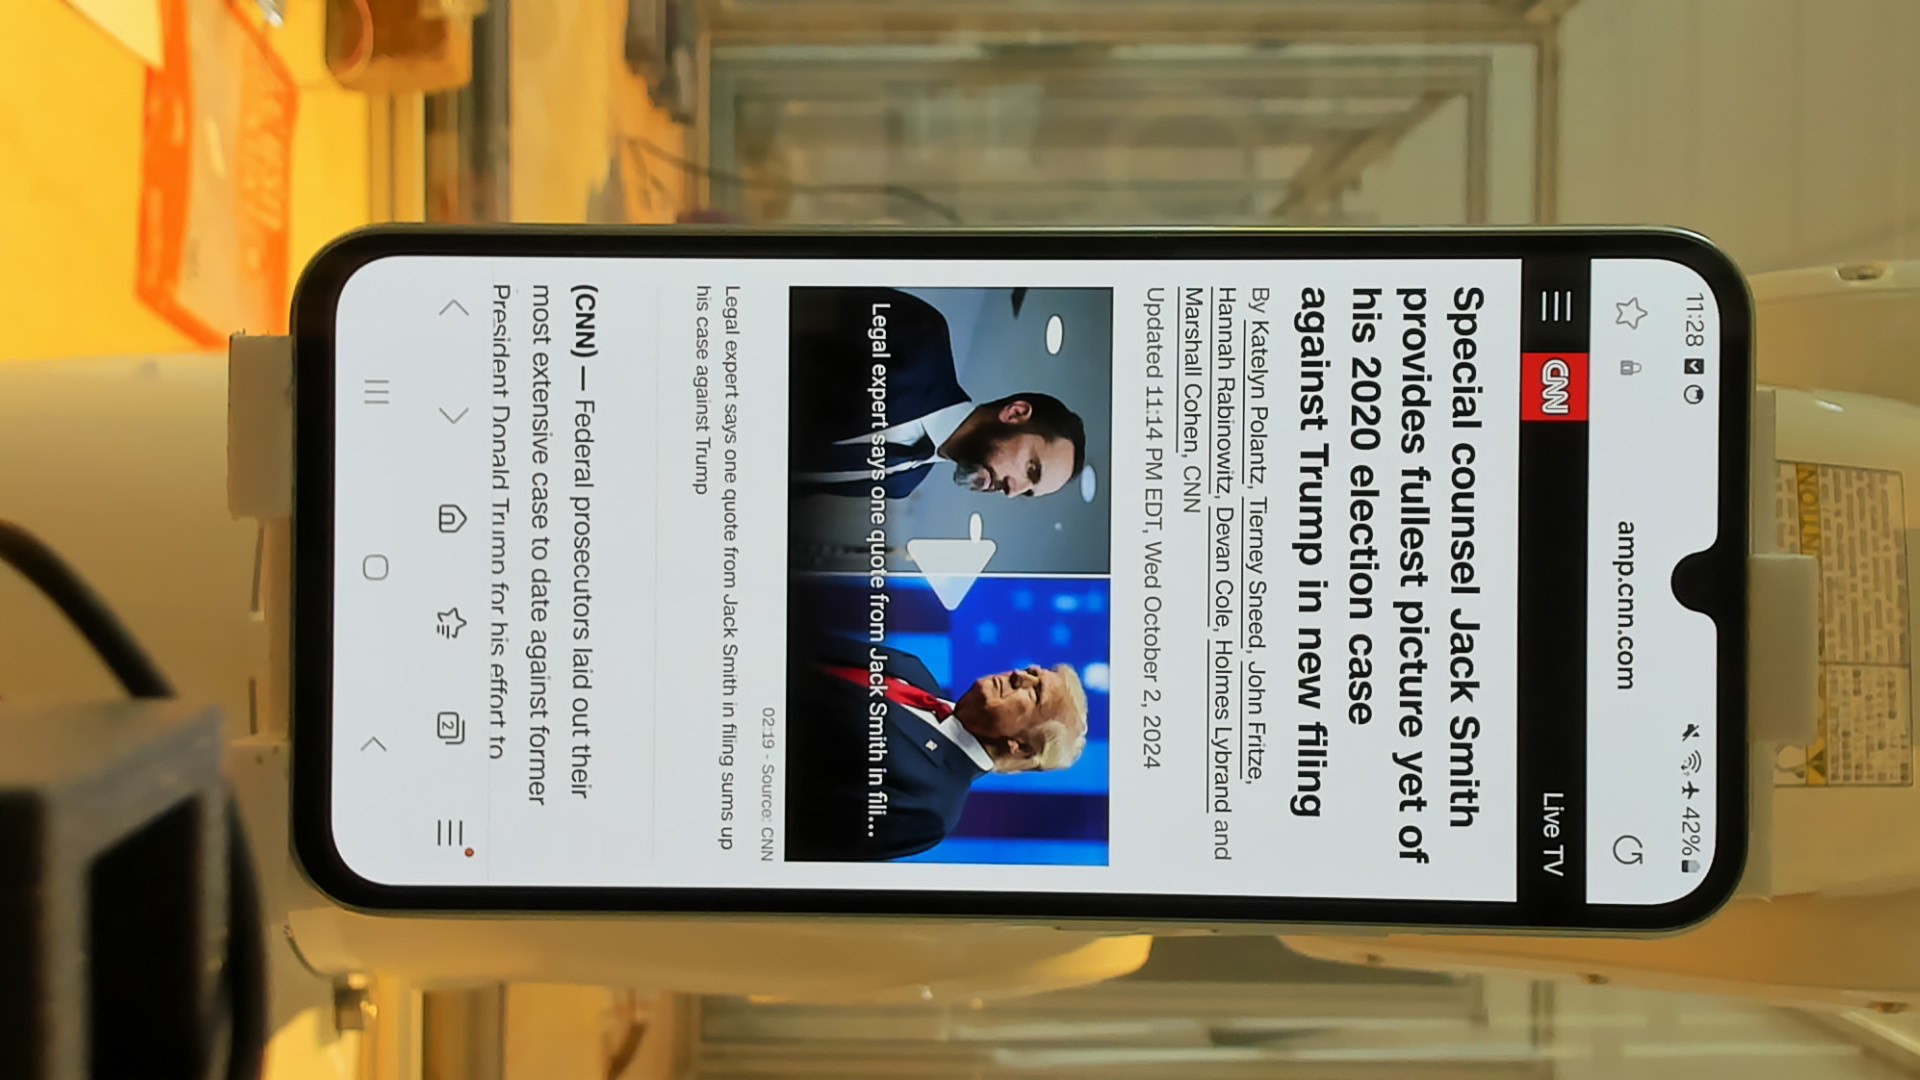 11:28
42%
amp.cnn.com
CNN
Live TV
Special counsel Jack Smith
provides fullest picture yet of
his 2020 election case
against Trump in new filing
By Katelyn Polantz, Tierney Sneed, John Fritze,
Hannah Rabinowitz, Devan Cole, Holmes Lybrand and
Marshall Cohen, CNN
Updated 11:14 PM EDT, Wed October 2, 2024
Legal expert says one quote from Jack Smith in fili...
02:19 - Source: CNN
Legal expert says one quote from Jack Smith in filing sums up
his case against Trump
(CNN) — Federal prosecutors laid out their
most extensive case to date against former
President Donald Trump for his effort to
2